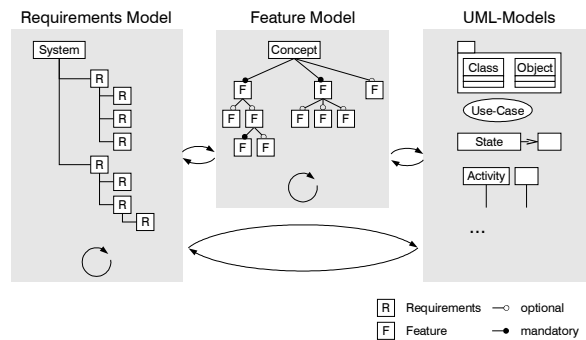 Requirements Model
Feature Model
UML-Models
System
R
R
R
R
R
R
R
R
Concept
F
F
F
F
F
F
F
F
F
F
Class
Object
Use-Case
State
Activity
...
R Requirements
optional
F Feature
mandatory